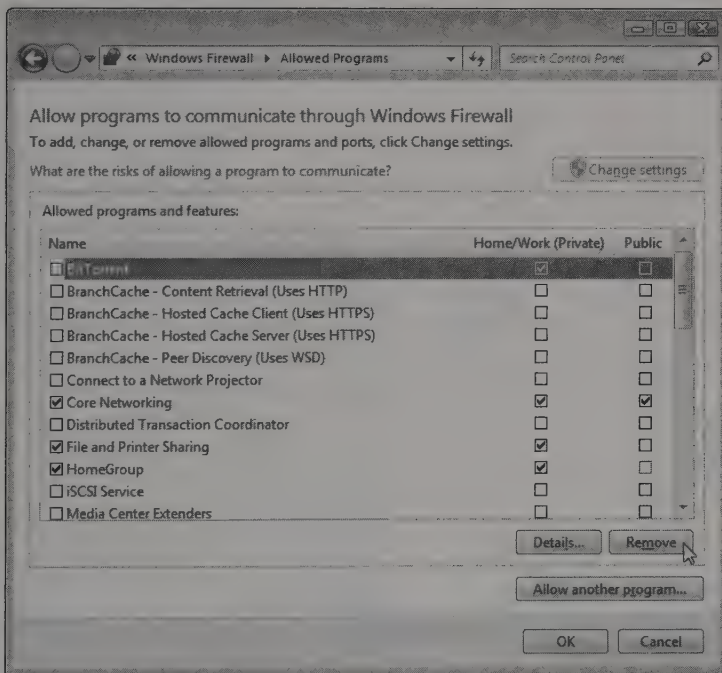 « Windows Firewall ▸ Allowed Programs
Search Control Panel
Allow programs to communicate through Windows Firewall
To add, change, or remove allowed programs and ports, click Change settings.
What are the risks of allowing a program to communicate?
Change settings
Allowed programs and features:
Name Home/Work (Private) Public
BitTorrent
BranchCache - Content Retrieval (Uses HTTP)
BranchCache - Hosted Cache Client (Uses HTTPS)
BranchCache - Hosted Cache Server (Uses HTTPS)
BranchCache - Peer Discovery (Uses WSD)
Connect to a Network Projector
Core Networking
Distributed Transaction Coordinator
File and Printer Sharing
HomeGroup
iSCSI Service
Media Center Extenders
Details... Remove
Allow another program...
OK Cancel